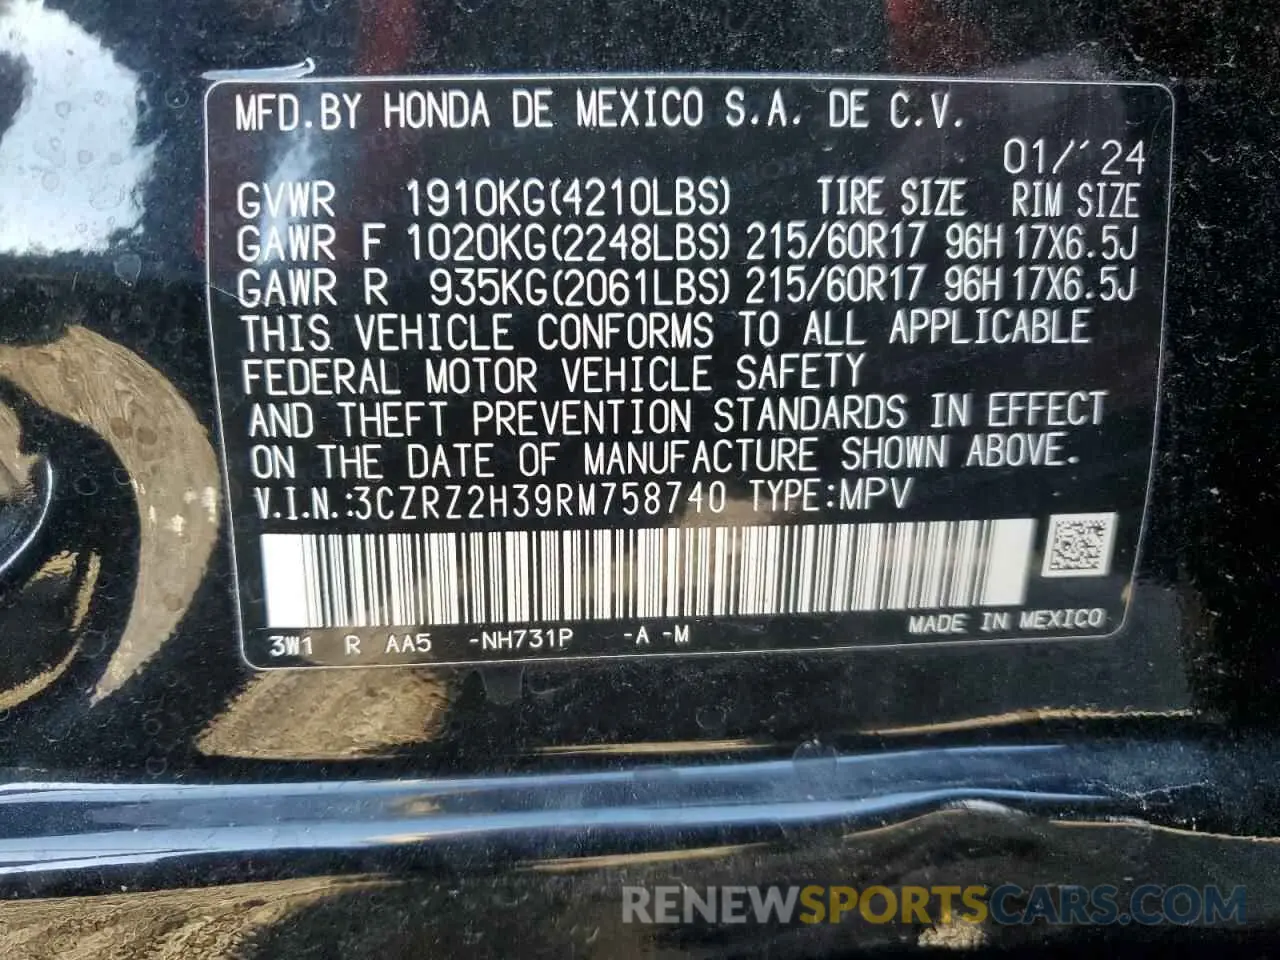 MFD.BY HONDA DE MEXICO S.A. DE C.V.
01/´24
GVWR 1910KG(4210LBS) TIRE SIZE RIM SIZE
GAWR F 1020KG(2248LBS) 215/60R17 96H 17X6.5J
GAWR R 935KG(2061LBS) 215/60R17 96H 17X6.5J
THIS VEHICLE CONFORMS TO ALL APPLICABLE
FEDERAL MOTOR VEHICLE SAFETY
AND THEFT PREVENTION STANDARDS IN EFFECT
ON THE DATE OF MANUFACTURE SHOWN ABOVE.
V.I.N.:3CZRZ2H39RM758740 TYPE:MPV
3W1 R AA5 -NH731P -A -M MADE IN MEXICO
RENEWSPORTSCARS.COM